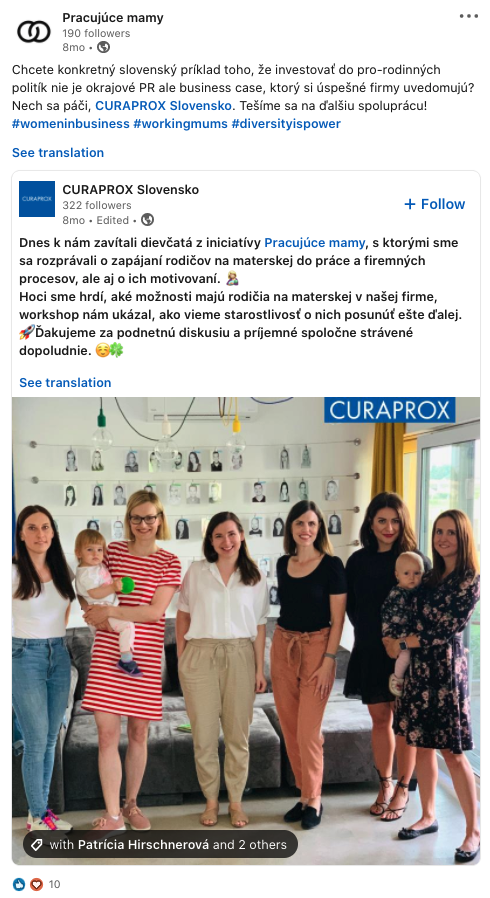 Pracujúce mamy
190 followers
8mo •
Chcete konkretný slovenský príklad toho, že investovať do pro-rodinných
politík nie je okrajové PR ale business case, ktorý si úspešné firmy uvedomujú?
Nech sa páči, CURAPROX Slovensko. Tešíme sa na ďalšiu spoluprácu!
#womeninbusiness #workingmums #diversityispower
See translation
CURAPROX
CURAPROX Slovensko
322 followers
8mo • Edited •
+ Follow
Dnes k nám zavítali dievčatá z iniciatívy Pracujúce mamy, s ktorými sme
sa rozprávali o zapájaní rodičov na materskej do práce a firemných
procesov, ale aj o ich motivovaní. 👩‍🍼
Hoci sme hrdí, aké možnosti majú rodičia na materskej v našej firme,
workshop nám ukázal, ako vieme starostlivosť o nich posunúť ešte ďalej.
🚀Ďakujeme za podnetnú diskusiu a príjemné spoločne strávené
dopoludnie. ☺️🍀
See translation
CURAPROX
with Patrícia Hirschnerová and 2 others
10